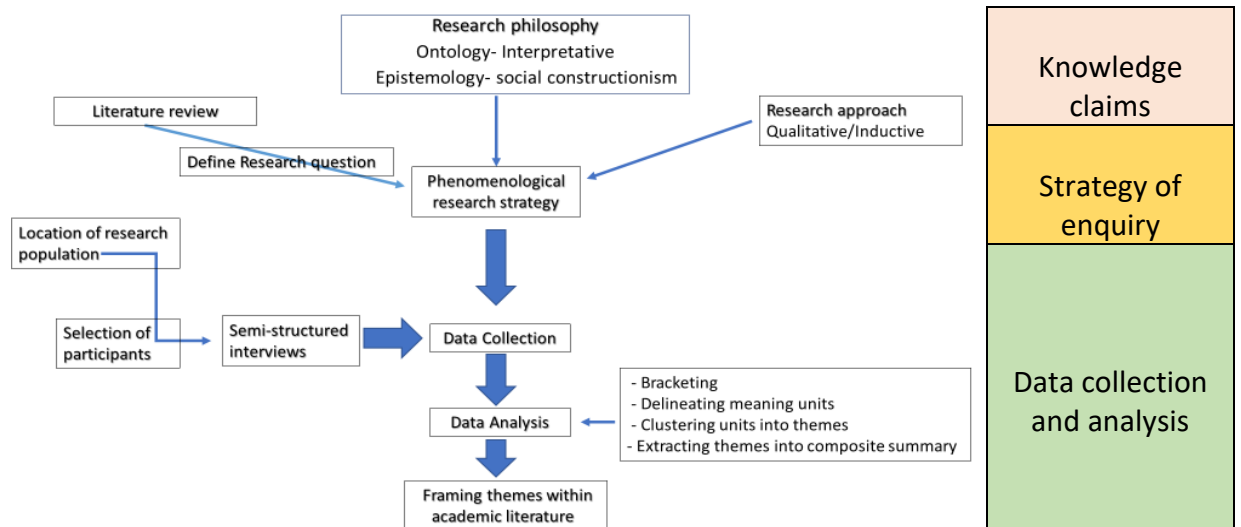 Research philosophy
Ontology- Interpretative
Epistemology- social constructionism
Literature review
Research approach
Qualitative/Inductive
Define Research question
Phenomenological
research strategy
Location of research
population
Selection of
participants
Semi-structured
interviews
Data Collection
- Bracketing
- Delineating meaning units
- Clustering units into themes
- Extracting themes into composite summary
Data Analysis
Framing themes within
academic literature
Knowledge
claims
Strategy of
enquiry
Data collection
and analysis